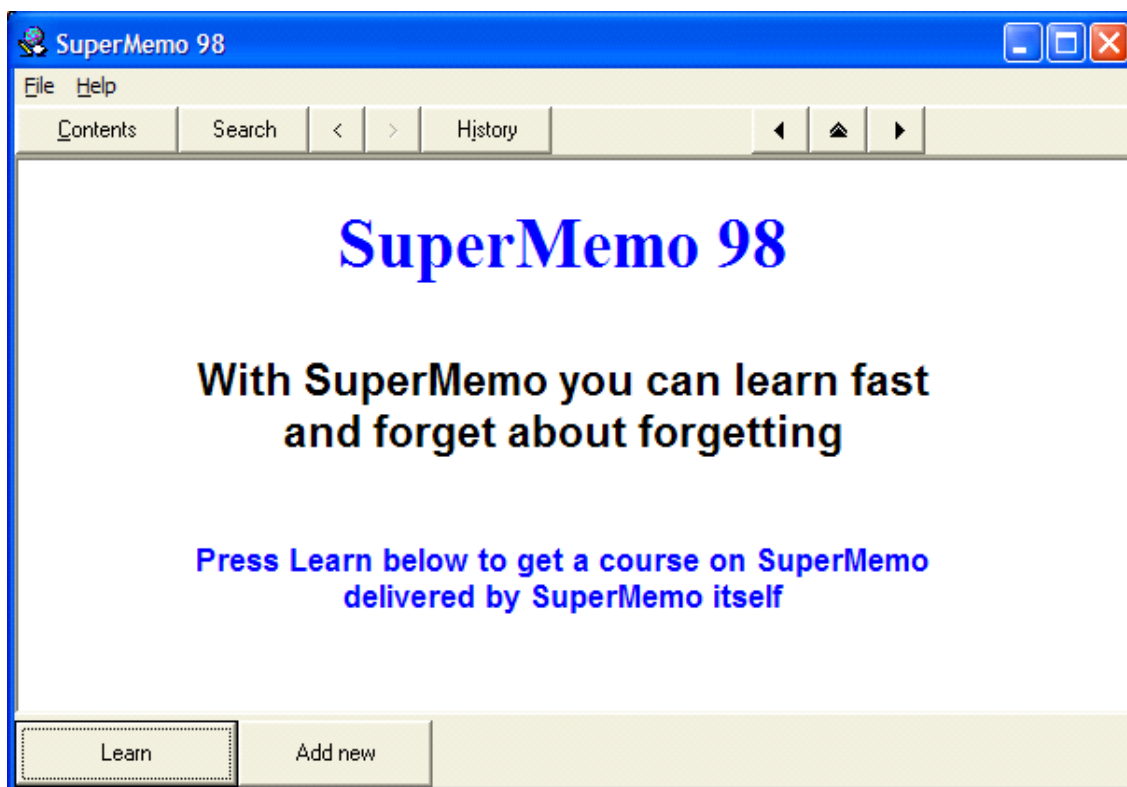 SuperMemo 98
File Help
Contents Search < > History
SuperMemo 98
With SuperMemo you can learn fast
and forget about forgetting
Press Learn below to get a course on SuperMemo
delivered by SuperMemo itself
Learn Add new